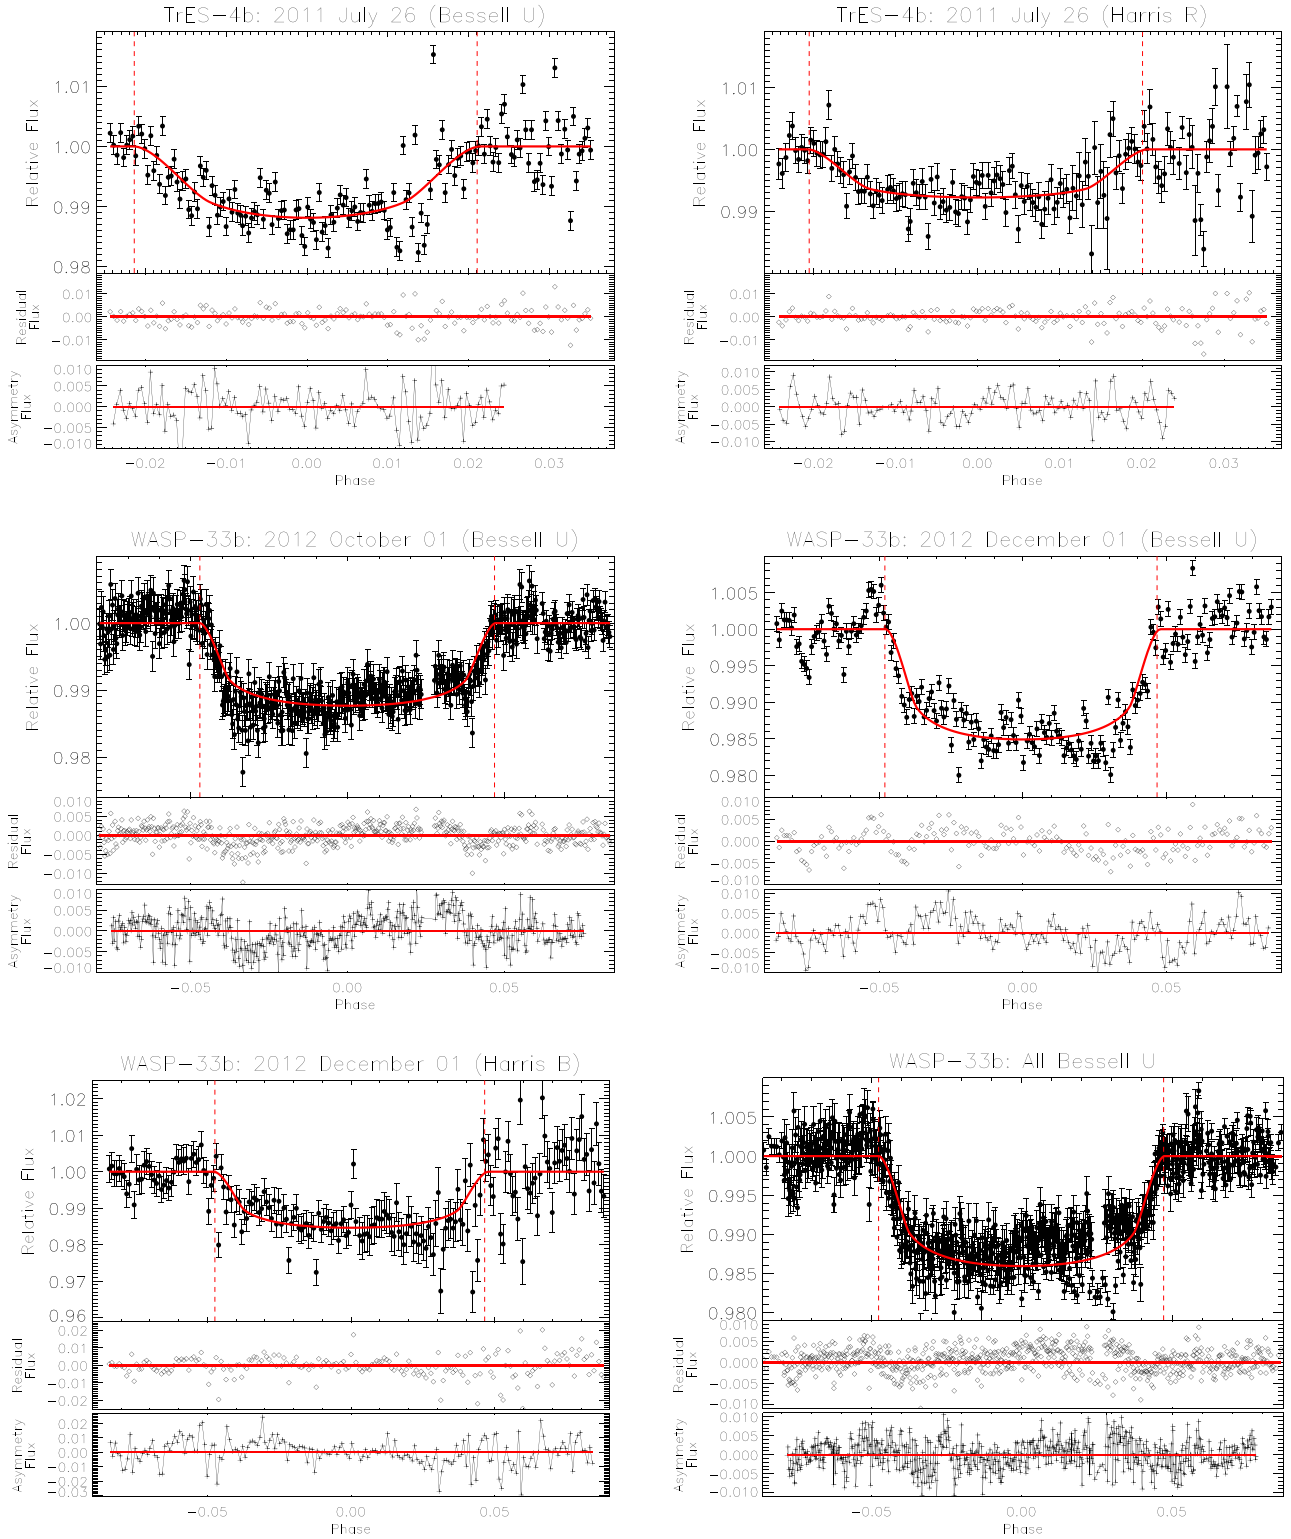 TrES-4b: 2011 July 26 (Bessell U)
1.01
1.00
0.99
0.98
Relative Flux
0.01
0.00
-0.01
Residual
Flux
0.010
0.005
0.000
-0.005
-0.010
Asymmetry
Flux
-0.02 -0.01 0.00 0.01 0.02 0.03
Phase
TrES-4b: 2011 July 26 (Harris R)
1.01
1.00
0.99
Relative Flux
0.01
0.00
-0.01
Residual
Flux
0.010
0.005
0.000
-0.005
-0.010
Asymmetry
Flux
-0.02 -0.01 0.00 0.01 0.02 0.03
Phase
WASP-33b: 2012 October 01 (Bessell U)
1.00
0.99
0.98
Relative Flux
0.010
0.005
0.000
-0.005
-0.010
Residual
Flux
0.010
0.005
0.000
-0.005
-0.010
Asymmetry
Flux
-0.05 0.00 0.05
Phase
WASP-33b: 2012 December 01 (Bessell U)
1.005
1.000
0.995
0.990
0.985
0.980
Relative Flux
0.010
0.005
0.000
-0.005
-0.010
Residual
Flux
0.010
0.005
0.000
-0.005
-0.010
Asymmetry
Flux
-0.05 0.00 0.05
Phase
WASP-33b: 2012 December 01 (Harris B)
1.02
1.01
1.00
0.99
0.98
0.97
0.96
Relative Flux
0.02
0.01
0.00
-0.01
-0.02
Residual
Flux
0.02
0.01
0.00
-0.01
-0.02
-0.03
Asymmetry
Flux
-0.05 0.00 0.05
Phase
WASP-33b: All Bessell U
1.005
1.000
0.995
0.990
0.985
0.980
Relative Flux
0.010
0.005
0.000
-0.005
-0.010
Residual
Flux
0.010
0.005
0.000
-0.005
-0.010
Asymmetry
Flux
-0.05 0.00 0.05
Phase